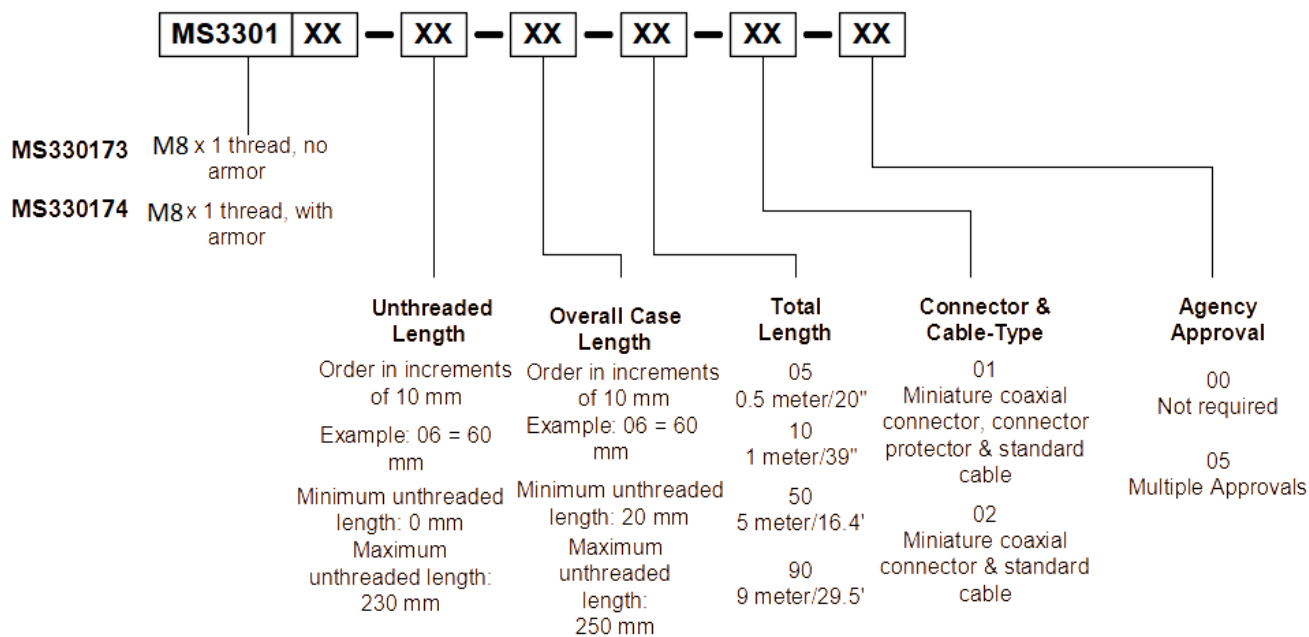 MS3301 XX — XX — XX — XX — XX — XX
MS330173 M8 x 1 thread, no
armor
MS330174 M8 x 1 thread, with
armor
Unthreaded
Length
Order in increments
of 10 mm
Example: 06 = 60
mm
Minimum unthreaded
length: 0 mm
Maximum
unthreaded length:
230 mm
Overall Case
Length
Order in increments
of 10 mm
Example: 06 = 60
mm
Minimum unthreaded
length: 20 mm
Maximum
unthreaded
length:
250 mm
Total
Length
05
0.5 meter/20"
10
1 meter/39"
50
5 meter/16.4'
90
9 meter/29.5'
Connector &
Cable-Type
01
Miniature coaxial
connector, connector
protector & standard
cable
02
Miniature coaxial
connector & standard
cable
Agency
Approval
00
Not required
05
Multiple Approvals